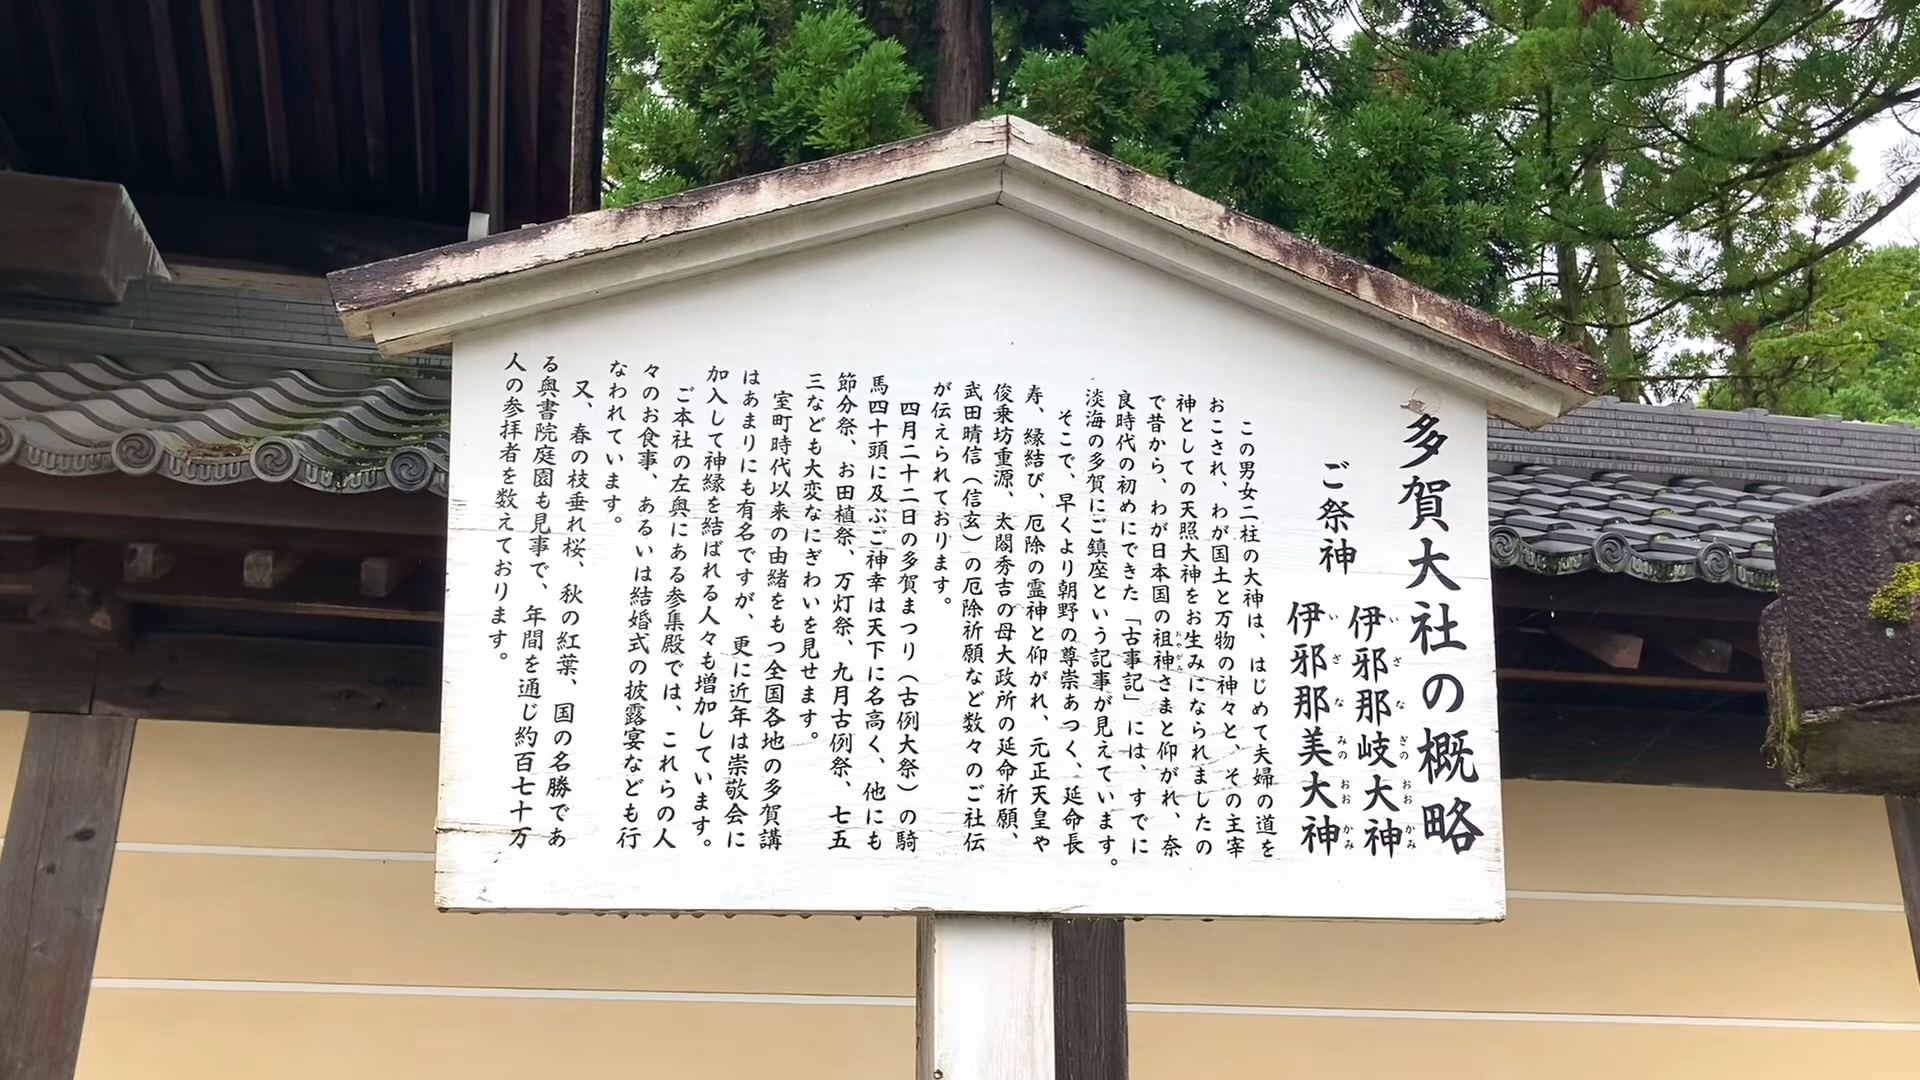 多賀大社の概略
ご祭神
伊邪那岐大神
いざなぎのおおかみ
伊邪那美大神
いざなみのおおかみ
この男女二柱の大神は、はじめて夫婦の道を
おこされ、わが国土と万物の神々と、その主宰
神としての天照大神をお生みになられましたの
で昔から、わが日本国の祖神さまと仰がれ、奈
おやがみ
良時代の初めにできた「古事記」には、すでに
淡海の多賀にご鎮座という記事が見えています。
そこで、早くより朝野の尊崇あつく、延命長
寿、縁結び、厄除の霊神と仰がれ、元正天皇や
俊乗坊重源、太閤秀吉の母大政所の延命祈願、
武田晴信(信玄)の厄除祈願など数々のご社伝
が伝えられております。
四月二十二日の多賀まつり(古例大祭)の騎
馬四十頭に及ぶご神幸は天下に名高く、他にも
節分祭、お田植祭、万灯祭、九月古例祭、七五
三なども大変なにぎわいを見せます。
室町時代以来の由緒をもつ全国各地の多賀講
はあまりにも有名ですが、更に近年は崇敬会に
加入して神縁を結ばれる人々も増加しています。
ご本社の左奥にある参集殿では、これらの人
々のお食事、あるいは結婚式の披露宴なども行
なわれています。
又、春の枝垂れ桜、秋の紅葉、国の名勝であ
る奥書院庭園も見事で、年間を通じ約百七十万
人の参拝者を数えております。